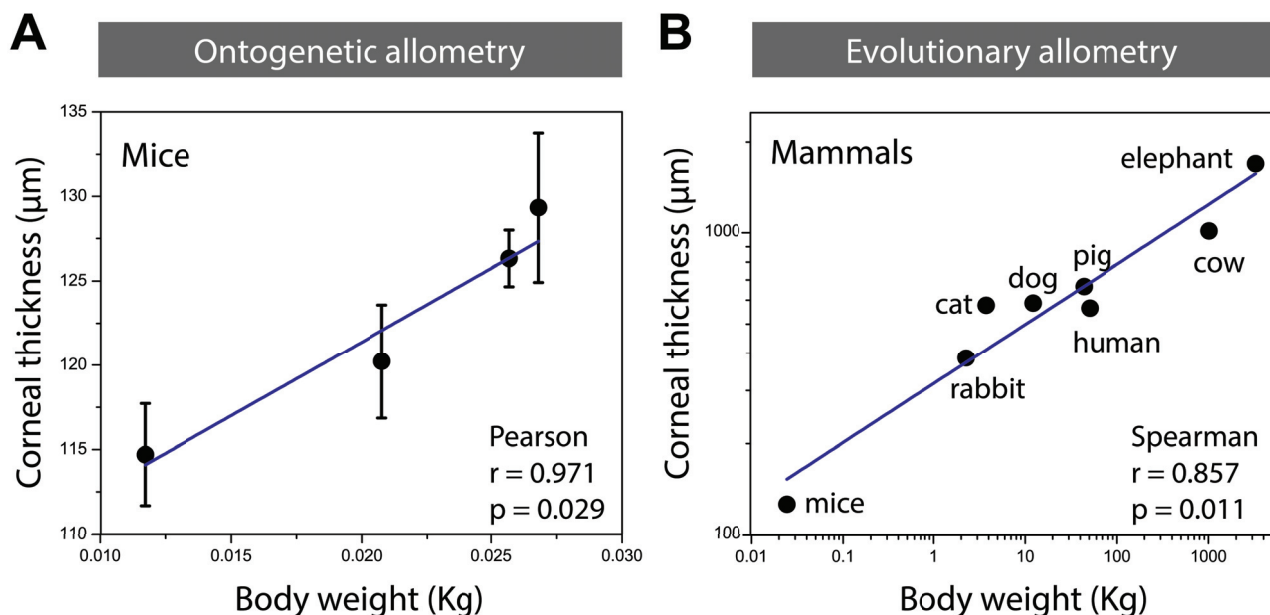 A
Ontogenetic allometry
Corneal thickness (μm)
135
130
125
120
115
110
Mice
Pearson
r = 0.971
p = 0.029
0.010
0.015
0.020
0.025
0.030
Body weight (Kg)
B
Evolutionary allometry
Corneal thickness (μm)
1000
100
Mammals
elephant
cow
pig
dog
cat
human
rabbit
mice
Spearman
r = 0.857
p = 0.011
0.01
0.1
1
10
100
1000
Body weight (Kg)